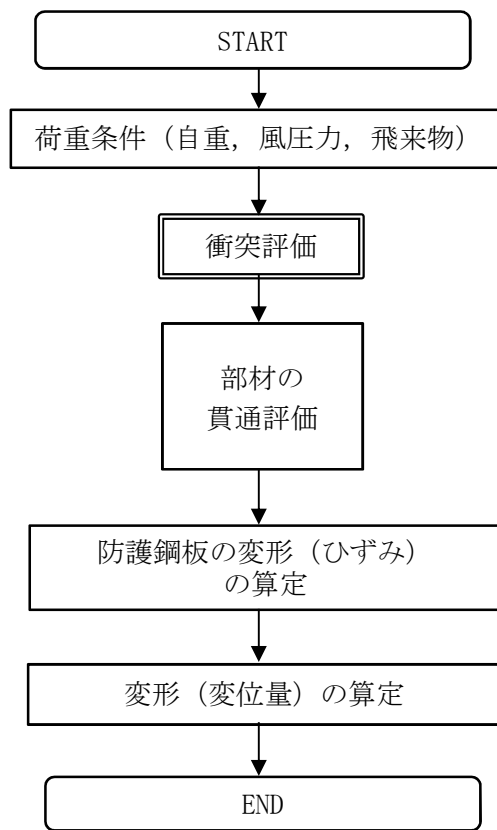 START
荷重条件（自重，風圧力，飛来物）
衝突評価
部材の
貫通評価
防護鋼板の変形（ひずみ）
の算定
変形（変位量）の算定
END